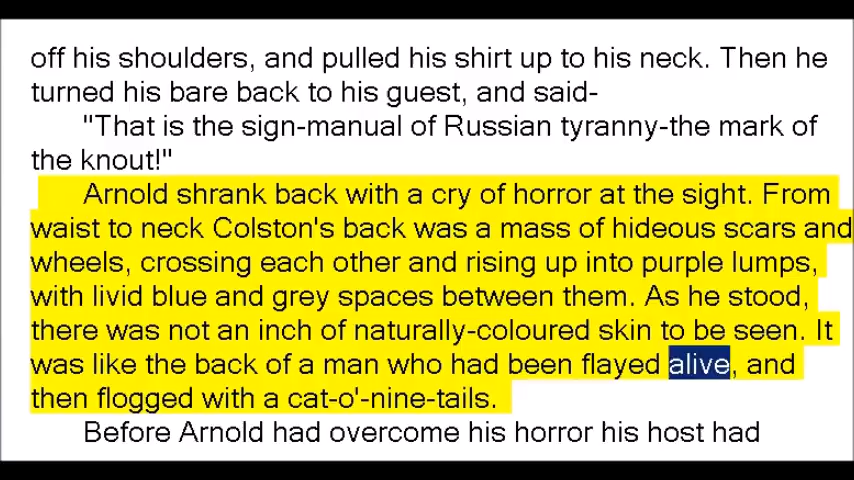 off his shoulders, and pulled his shirt up to his neck. Then he
turned his bare back to his guest, and said-
"That is the sign-manual of Russian tyranny-the mark of
the knout!"
Arnold shrank back with a cry of horror at the sight. From
waist to neck Colston's back was a mass of hideous scars and
wheels, crossing each other and rising up into purple lumps,
with livid blue and grey spaces between them. As he stood,
there was not an inch of naturally-coloured skin to be seen. It
was like the back of a man who had been flayed alive, and
then flogged with a cat-o'-nine-tails.
Before Arnold had overcome his horror his host had